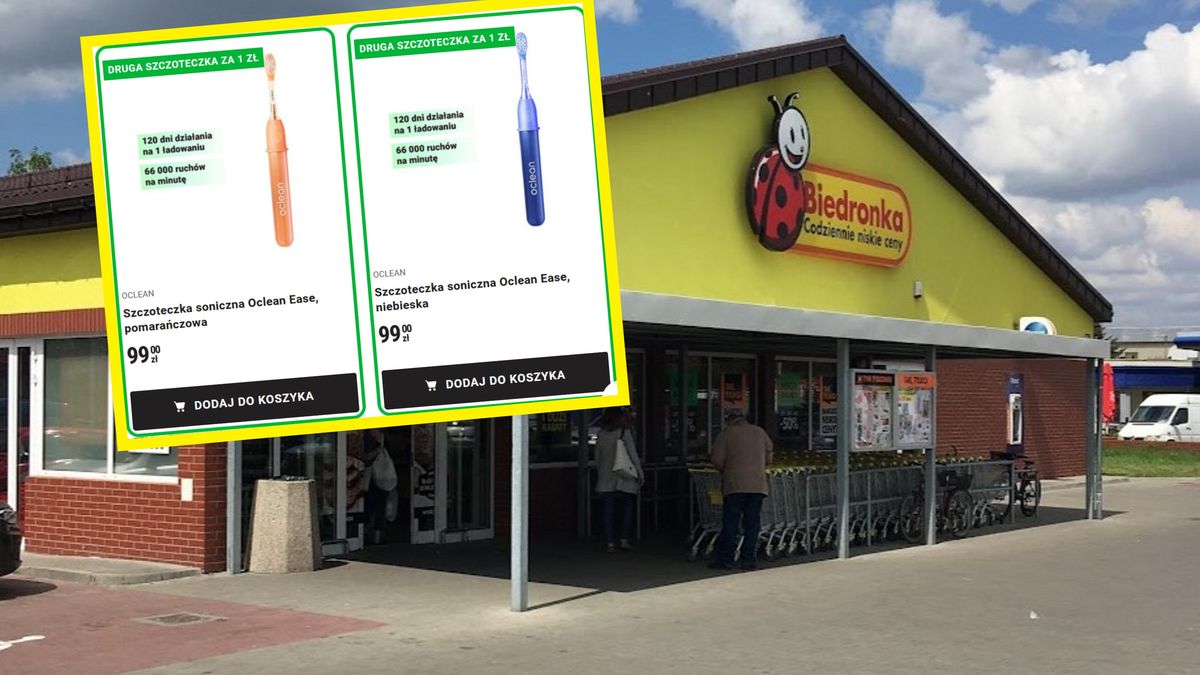 DRUGA SZCZOTECZKA ZA 1 ZŁ
120 dni działania
na 1 ładowaniu
66 000 ruchów
na minutę
oclean
OCLEAN
Szczoteczka soniczna Oclean Ease,
pomarańczowa
99 00 zł
DODAJ DO KOSZYKA
DRUGA SZCZOTECZKA ZA 1 ZŁ
120 dni działania
na 1 ładowaniu
66 000 ruchów
na minutę
oclean
OCLEAN
Szczoteczka soniczna Oclean Ease,
niebieska
99 00 zł
DODAJ DO KOSZYKA
Biedronka
Codziennie niskie ceny
RABATY
-50%